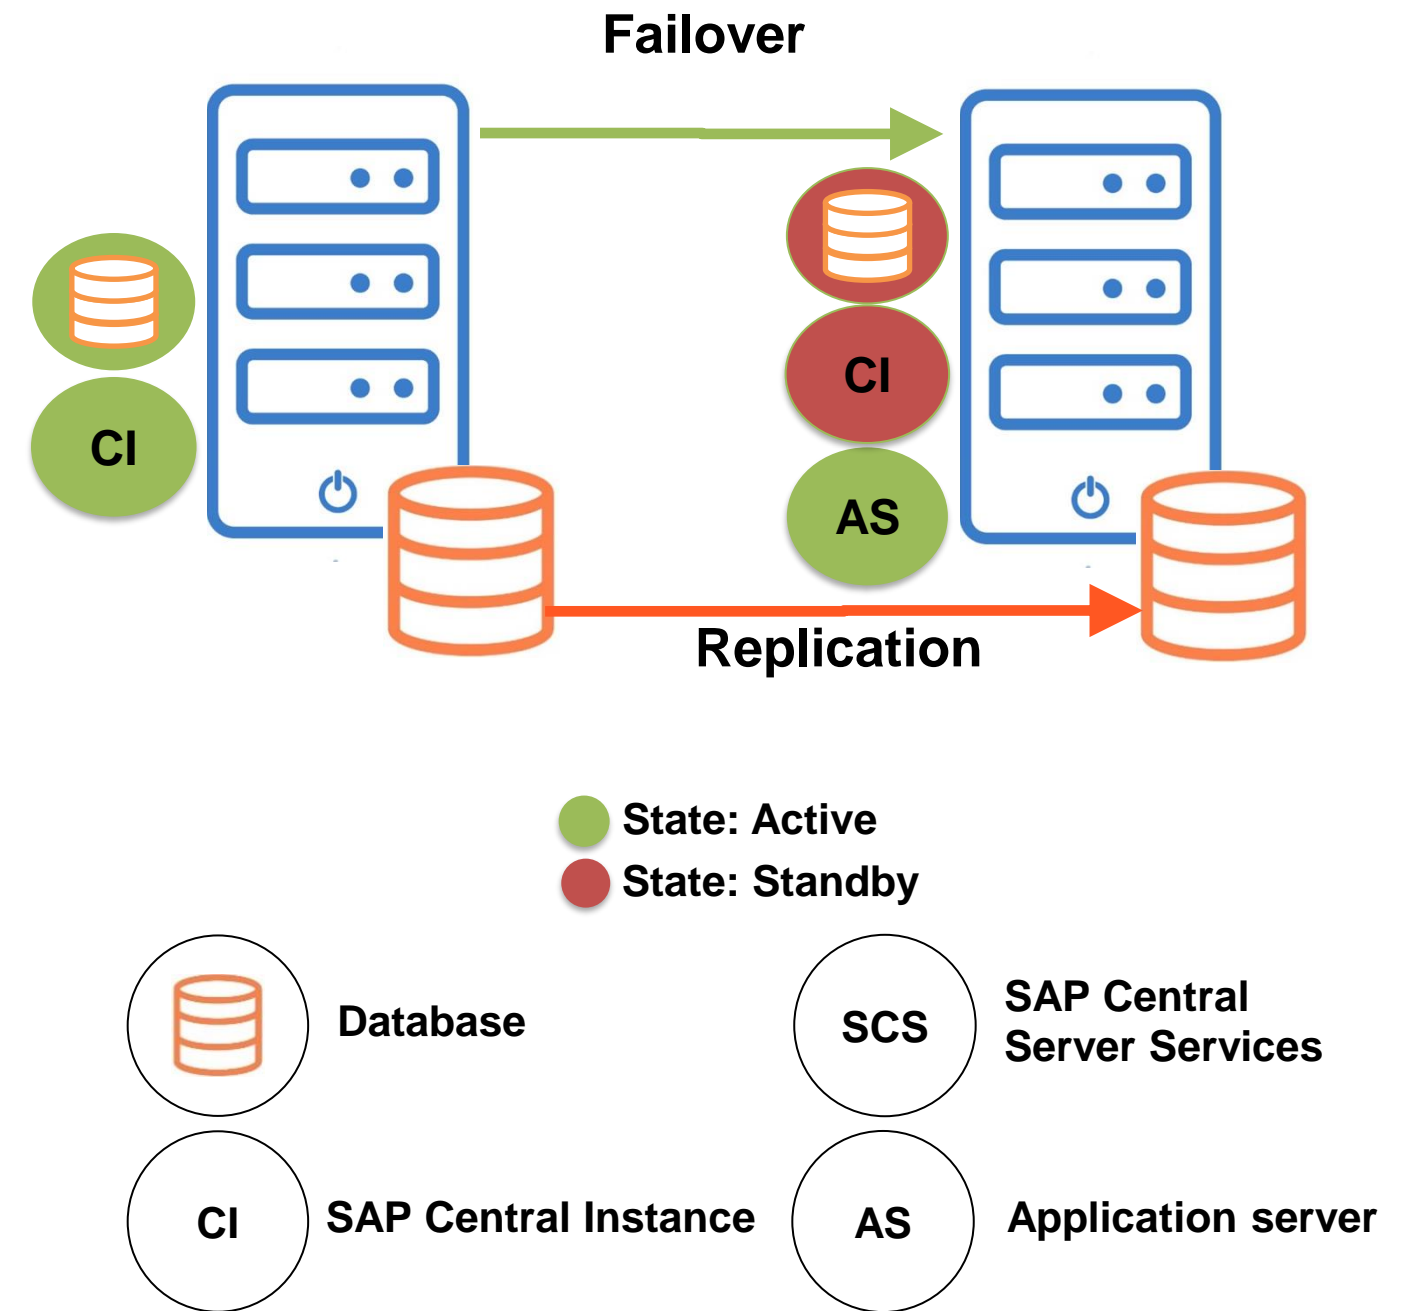 Failover
CI
CI
AS
Replication
State: Active
State: Standby
Database
SCS
SAP Central
Server Services
CI
SAP Central Instance
AS
Application server